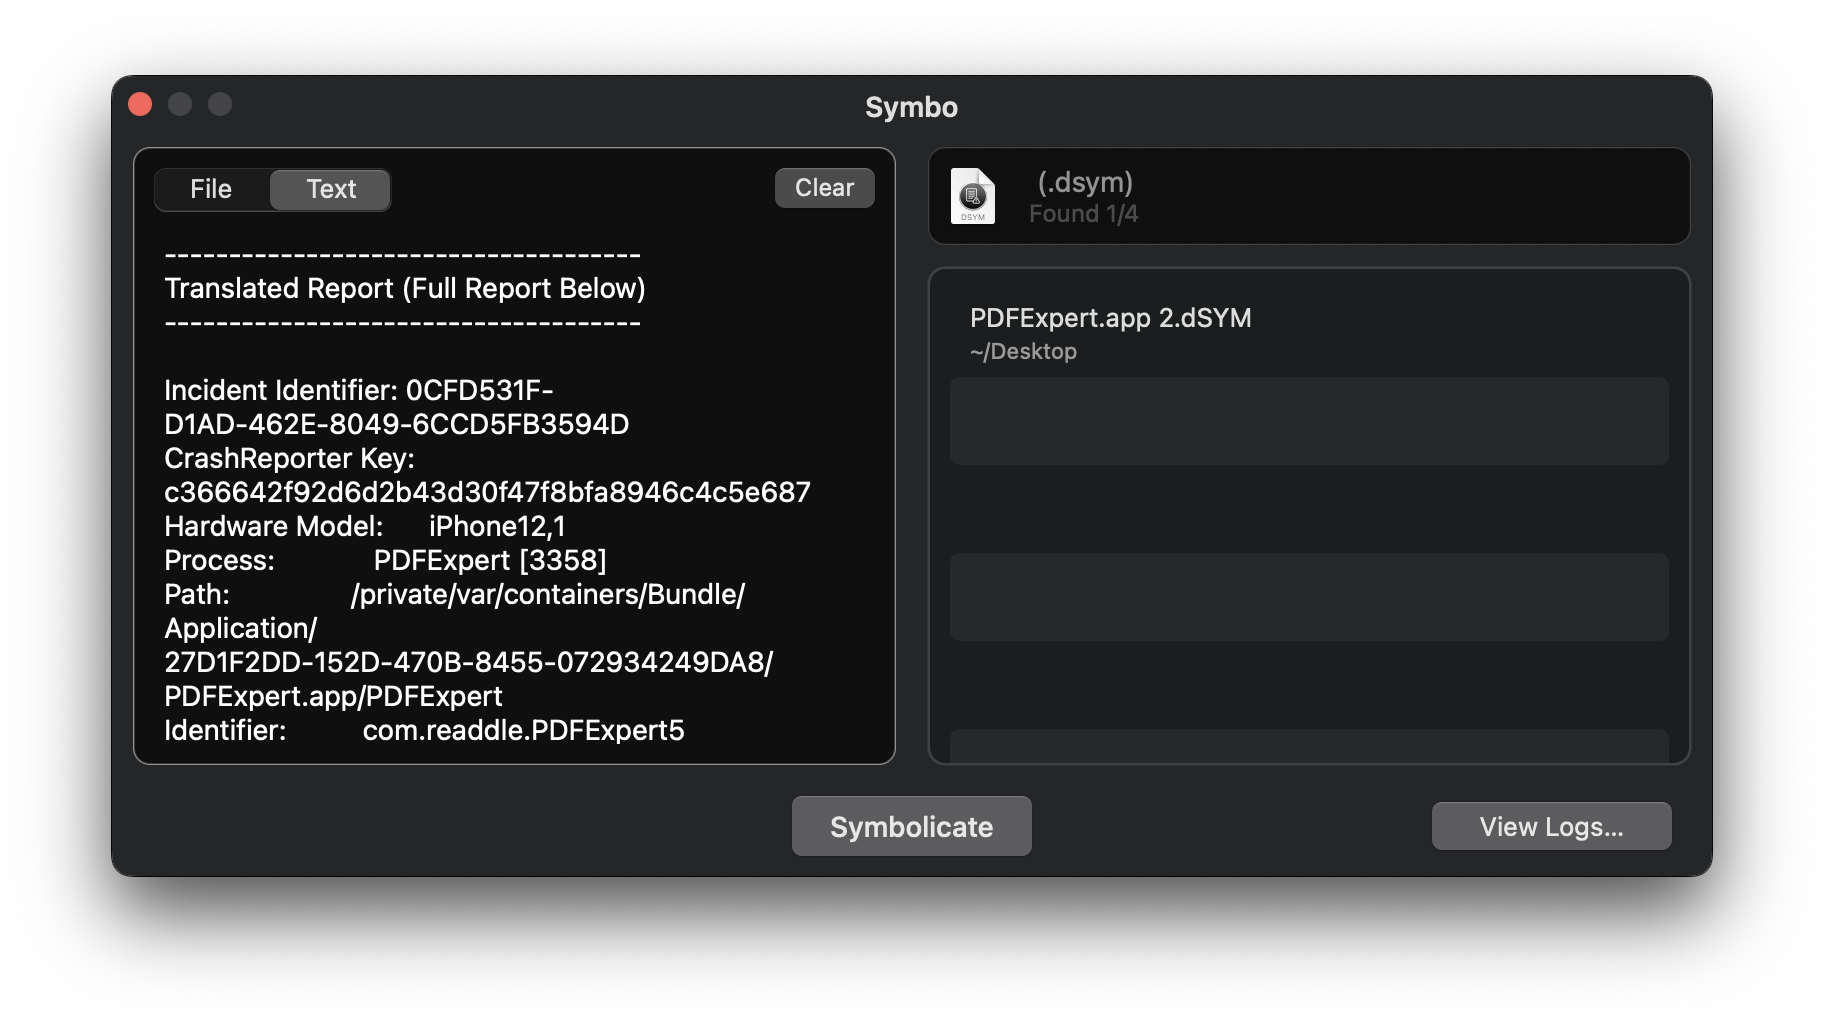 Symbo
File
Text
Clear
-------------------------------------
Translated Report (Full Report Below)
-------------------------------------
Incident Identifier: 0CFD531F-
D1AD-462E-8049-6CCD5FB3594D
CrashReporter Key:
c366642f92d6d2b43d30f47f8bfa8946c4c5e687
Hardware Model: iPhone12,1
Process: PDFExpert [3358]
Path: /private/var/containers/Bundle/
Application/
27D1F2DD-152D-470B-8455-072934249DA8/
PDFExpert.app/PDFExpert
Identifier: com.readdle.PDFExpert5
DSYM
(.dsym)
Found 1/4
PDFExpert.app 2.dSYM
~/Desktop
Symbolicate
View Logs...